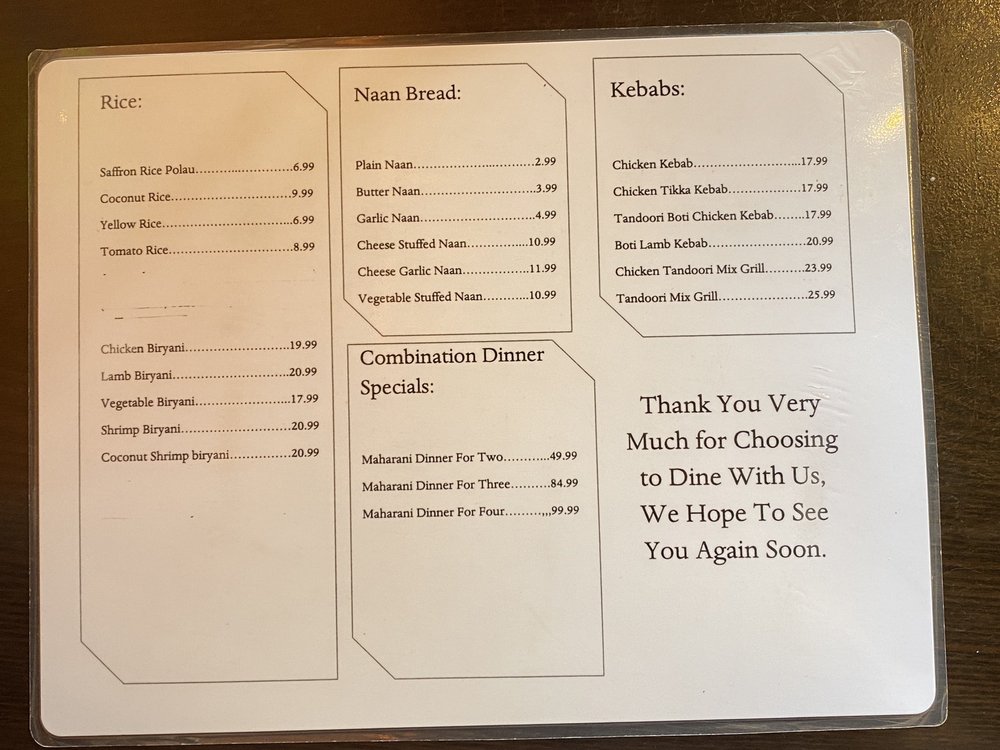 Rice:
Saffron Rice Polau........................6.99
Coconut Rice..............................9.99
Yellow Rice................................6.99
Tomato Rice...............................8.99
Chicken Biryani..........................19.99
Lamb Biryani.............................20.99
Vegetable Biryani........................17.99
Shrimp Biryani...........................20.99
Coconut Shrimp biryani...............20.99
Naan Bread:
Plain Naan..............................2.99
Butter Naan............................3.99
Garlic Naan............................4.99
Cheese Stuffed Naan...............10.99
Cheese Garlic Naan.................11.99
Vegetable Stuffed Naan............10.99
Combination Dinner
Specials:
Maharani Dinner For Two............49.99
Maharani Dinner For Three..........84.99
Maharani Dinner For Four.........,,,99.99
Kebabs:
Chicken Kebab..........................17.99
Chicken Tikka Kebab..................17.99
Tandoori Boti Chicken Kebab........17.99
Boti Lamb Kebab........................20.99
Chicken Tandoori Mix Grill..........23.99
Tandoori Mix Grill......................25.99
Thank You Very
Much for Choosing
to Dine With Us,
We Hope To See
You Again Soon.